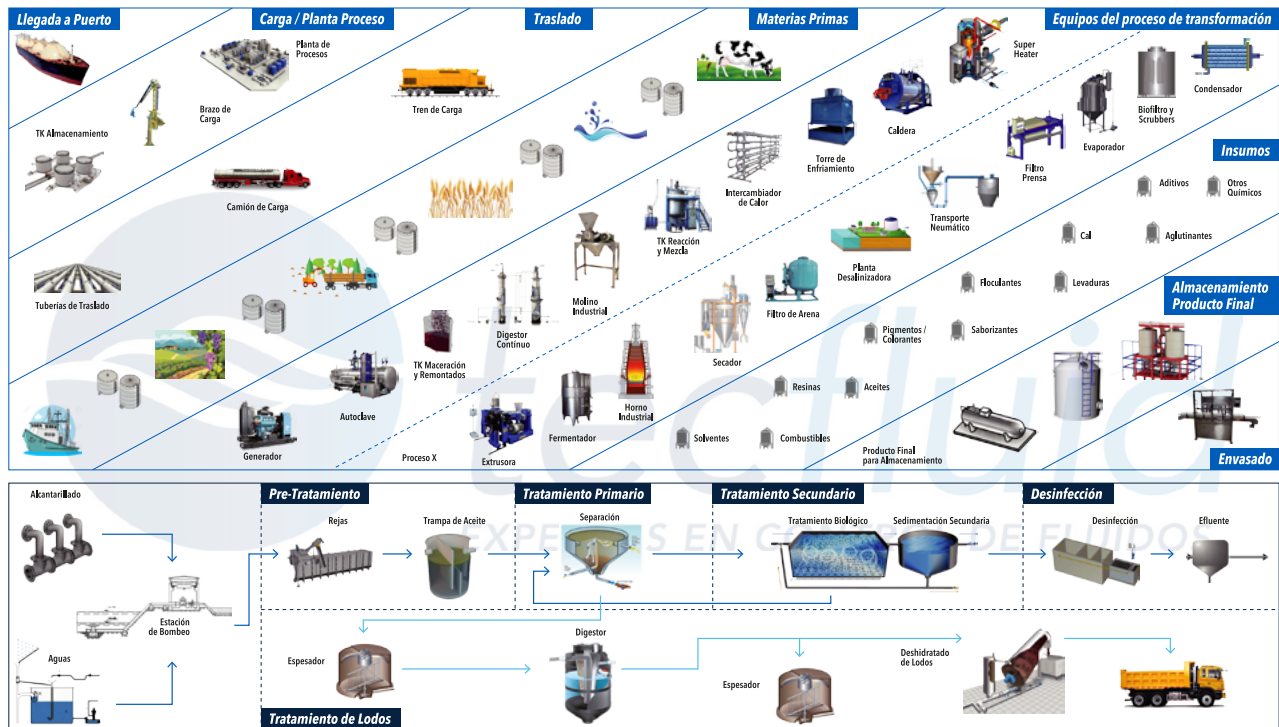 Llegada a Puerto
Carga / Planta Proceso
Traslado
Materias Primas
Equipos del proceso de transformación
Planta de
Procesos
Brazo de
Carga
TK Almacenamiento
Tren de Carga
Camión de Carga
Tuberías de Traslado
Super
Heater
Caldera
Torre de
Enfriamiento
Condensador
Biofiltro y
Scrubbers
Evaporador
Filtro
Prensa
Insumos
Intercambiador
de Calor
Transporte
Neumático
Aditivos
Otros
Químicos
TK Reacción
y Mezcla
Planta
Desalinizadora
Cal
Aglutinantes
Molino
Industrial
Filtro de Arena
Floculantes
Levaduras
Almacenamiento
Producto Final
Digestor
Contínuo
Secador
Pigmentos /
Colorantes
Saborizantes
TK Maceración
y Remontados
Resinas
Aceites
Autoclave
Horno
Industrial
Fermentador
Solventes
Combustibles
Generador
Proceso X
Extrusora
Producto Final
para Almacenamiento
Envasado
tecfluid
EXPERTOS EN CONTROL DE FLUIDOS
Alcantarillado
Pre-Tratamiento
Tratamiento Primario
Tratamiento Secundario
Desinfección
Rejas
Trampa de Aceite
Separación
Tratamiento Biológico
Sedimentación Secundaria
Desinfección
Efluente
Estación
de Bombeo
Aguas
Espesador
Digestor
Espesador
Deshidratado
de Lodos
Tratamiento de Lodos